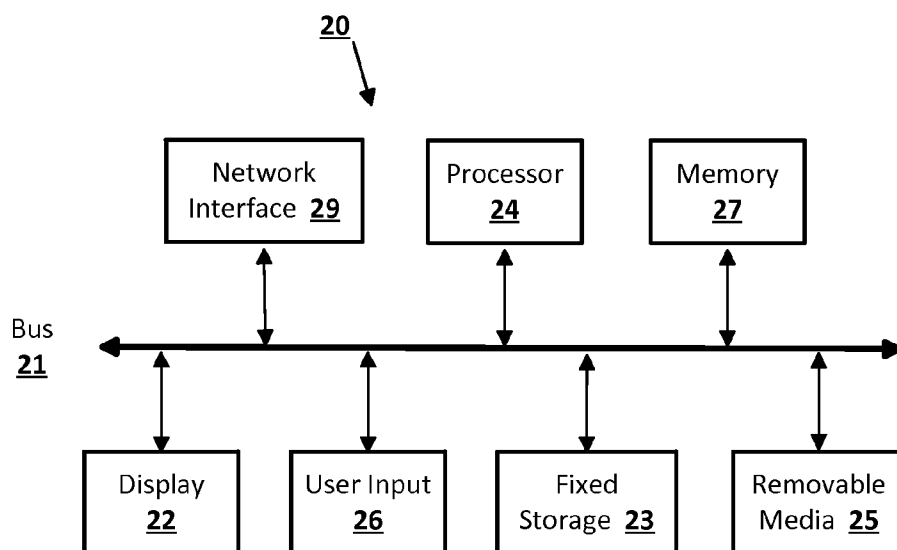 20
Network
Interface 29
Processor
24
Memory
27
Bus
21
Display
22
User Input
26
Fixed
Storage 23
Removable
Media 25